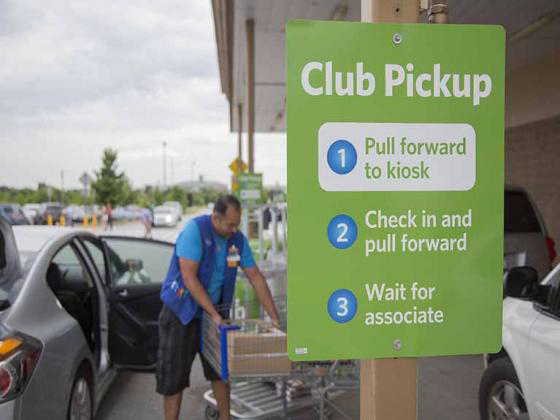 Club Pickup
1 Pull forward
to kiosk
2 Check in and
pull forward
3 Wait for
associate